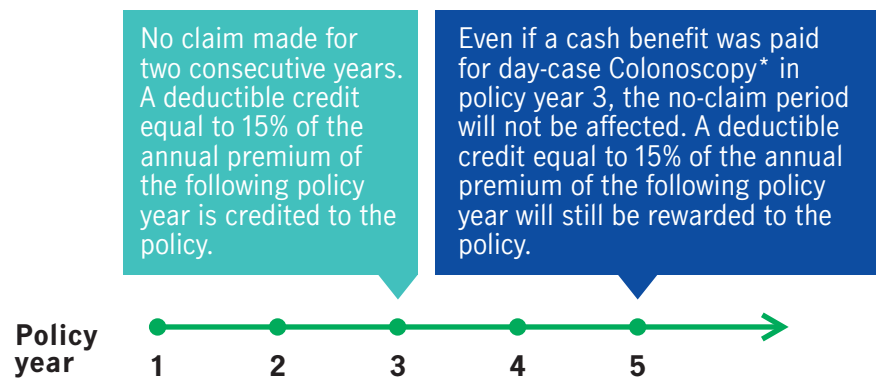 No claim made for
two consecutive years.
A deductible credit
equal to 15% of the
annual premium of
the following policy
year is credited to the
policy.
Even if a cash benefit was paid
for day-case Colonoscopy* in
policy year 3, the no-claim period
will not be affected. A deductible
credit equal to 15% of the annual
premium of the following policy
year will still be rewarded to the
policy.
Policy
year
1 2 3 4 5